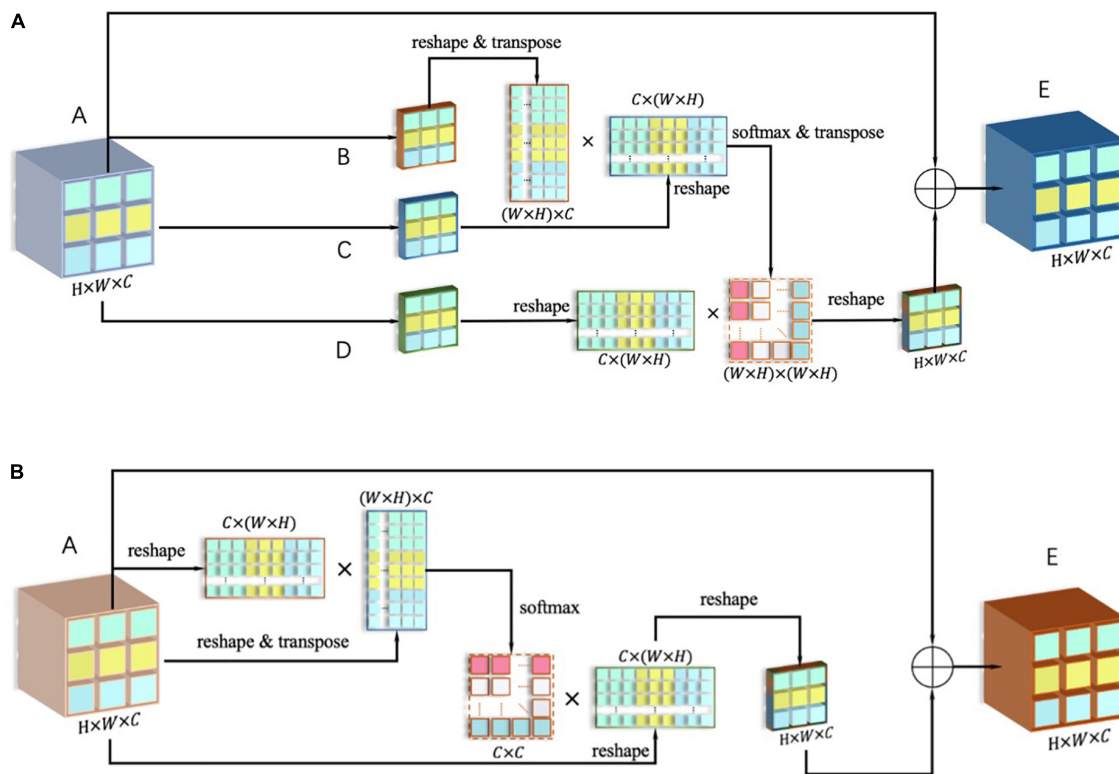 A
reshape & transpose
A
E
C×(W×H)
...
softmax & transpose
B
×
...
...
reshape
(W×H)×C
C
H×W×C
H×W×C
reshape
×
reshape
D
C×(W×H)
(W×H)×(W×H)
H×W×C
B
(W×H)×C
A
C×(W×H)
E
reshape
×
reshape
softmax
reshape & transpose
C×(W×H)
×
H×W×C
C×C
reshape
H×W×C
H×W×C